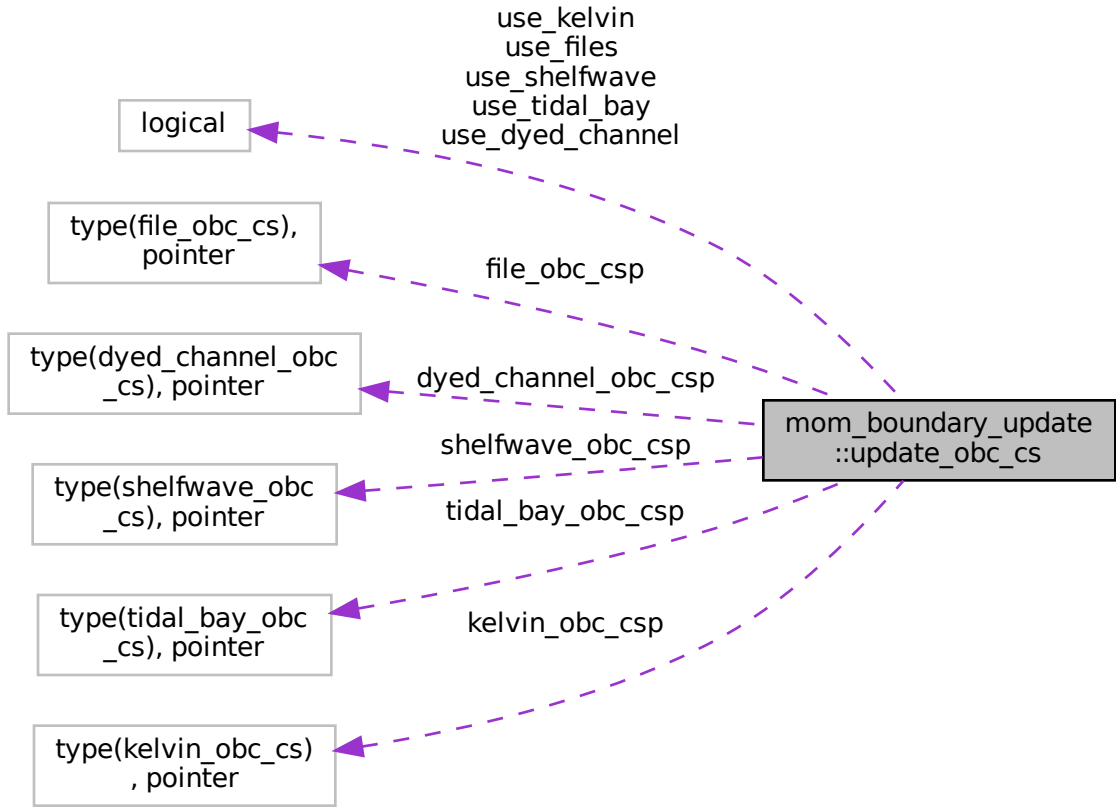 use_kelvin
use_files
use_shelfwave
use_tidal_bay
use_dyed_channel
logical
type(file_obc_cs),
pointer
file_obc_csp
type(dyed_channel_obc
_cs), pointer
dyed_channel_obc_csp
mom_boundary_update
::update_obc_cs
shelfwave_obc_csp
type(shelfwave_obc
_cs), pointer
tidal_bay_obc_csp
type(tidal_bay_obc
_cs), pointer
kelvin_obc_csp
type(kelvin_obc_cs)
, pointer